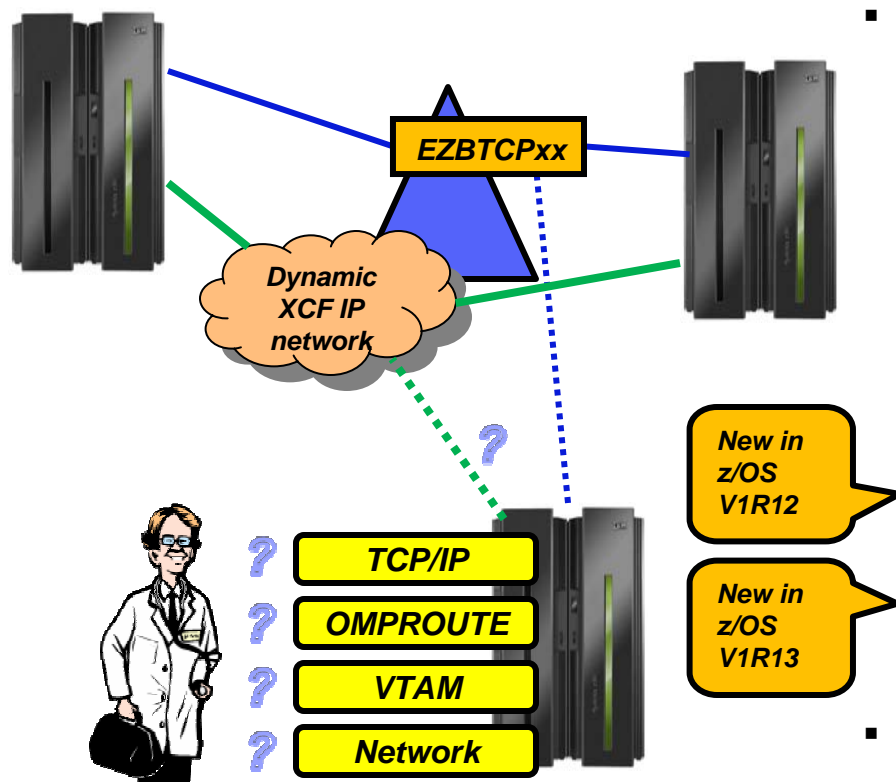 EZBTCPxx
Dynamic
XCF IP
network
New in
z/OS
V1R12
TCP/IP
OMPROUTE
VTAM
Network
New in
z/OS
V1R13
?
?
?
?
?